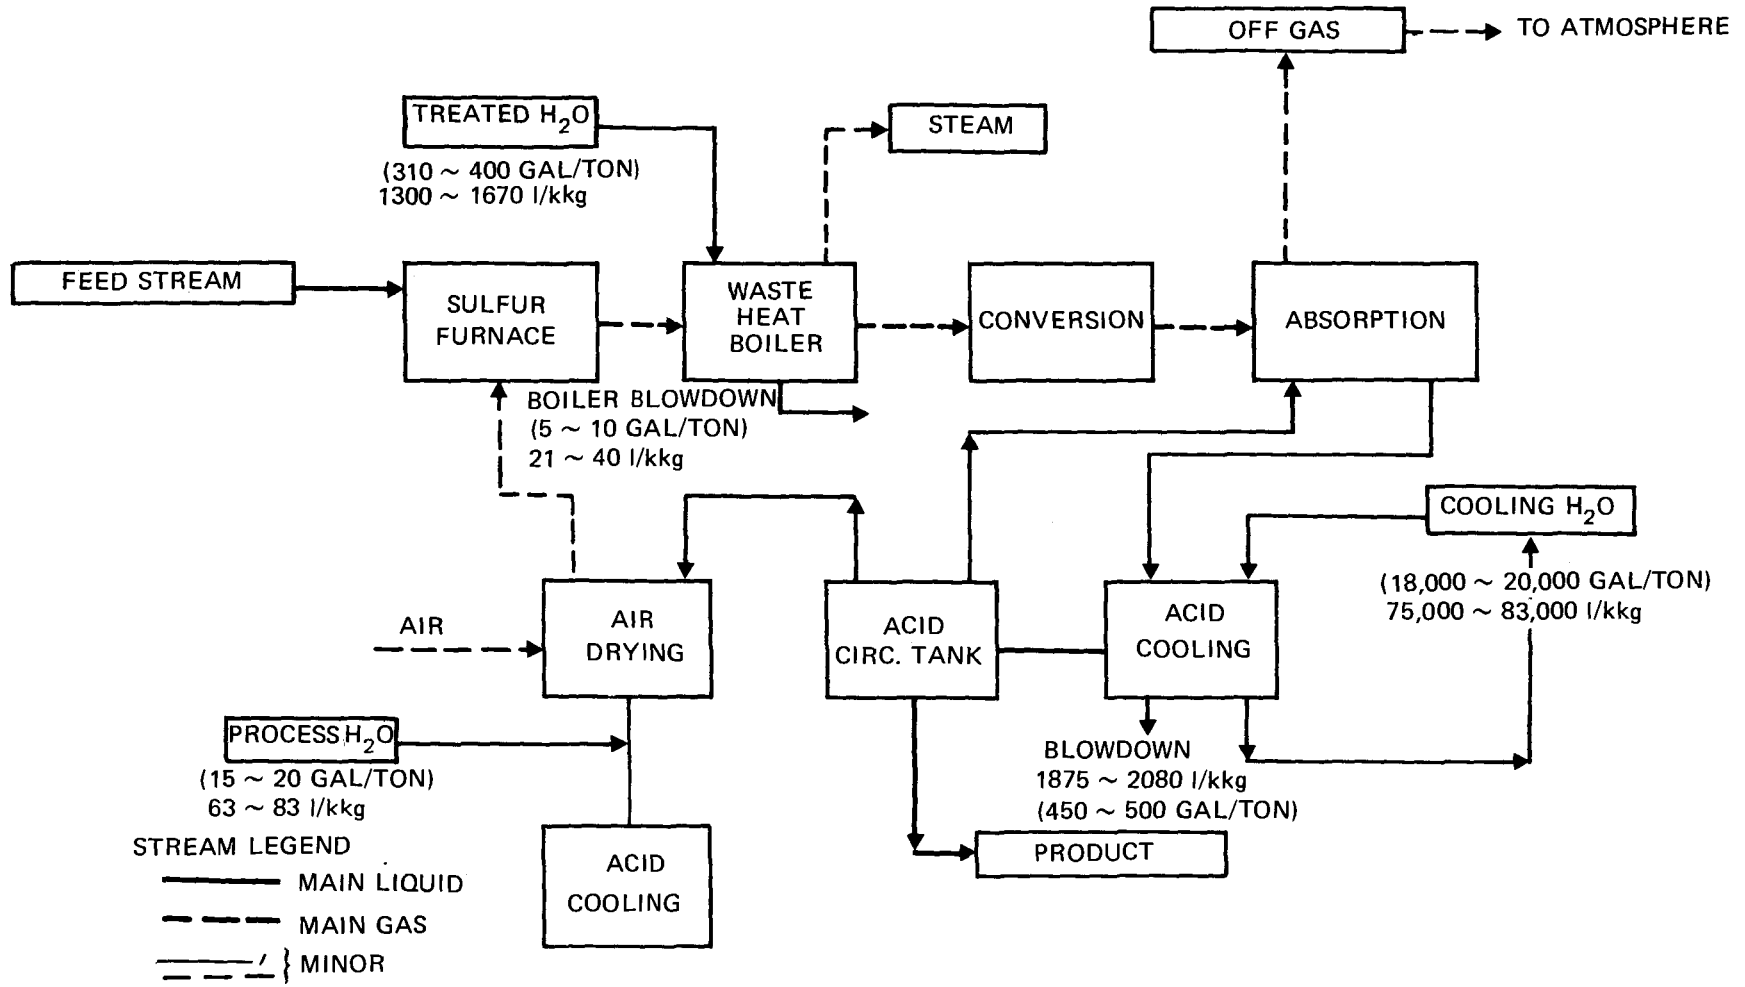 OFF GAS
TO ATMOSPHERE
TREATED H₂O
(310 ~ 400 GAL/TON)
1300 ~ 1670 l/kkg
STEAM
FEED STREAM
SULFUR
FURNACE
WASTE
HEAT
BOILER
CONVERSION
ABSORPTION
BOILER BLOWDOWN
(5 ~ 10 GAL/TON)
21 ~ 40 l/kkg
COOLING H₂O
(18,000 ~ 20,000 GAL/TON)
75,000 ~ 83,000 l/kkg
AIR
AIR
DRYING
ACID
CIRC. TANK
ACID
COOLING
PROCESS H₂O
(15 ~ 20 GAL/TON)
63 ~ 83 l/kkg
BLOWDOWN
1875 ~ 2080 l/kkg
(450 ~ 500 GAL/TON)
PRODUCT
ACID
COOLING
STREAM LEGEND
MAIN LIQUID
MAIN GAS
MINOR